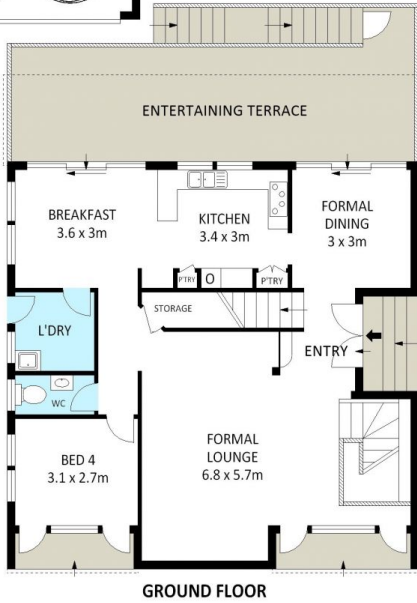 ENTERTAINING TERRACE
BREAKFAST
3.6 x 3m
KITCHEN
3.4 x 3m
FORMAL
DINING
3 x 3m
P'TRY
O
P'TRY
L'DRY
STORAGE
ENTRY
WC
BED 4
3.1 x 2.7m
FORMAL
LOUNGE
6.8 x 5.7m
GROUND FLOOR